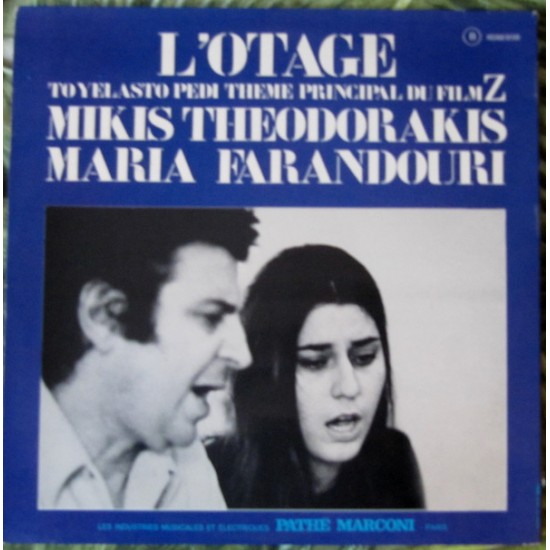 L'OTAGE
TO YELASTO PEDI THEME PRINCIPAL DU FILM Z
MIKIS THEODORAKIS
MARIA FARANDOURI
LES INDUSTRIES MUSICALES ET ELECTRIQUES PATHÉ MARCONI PARIS